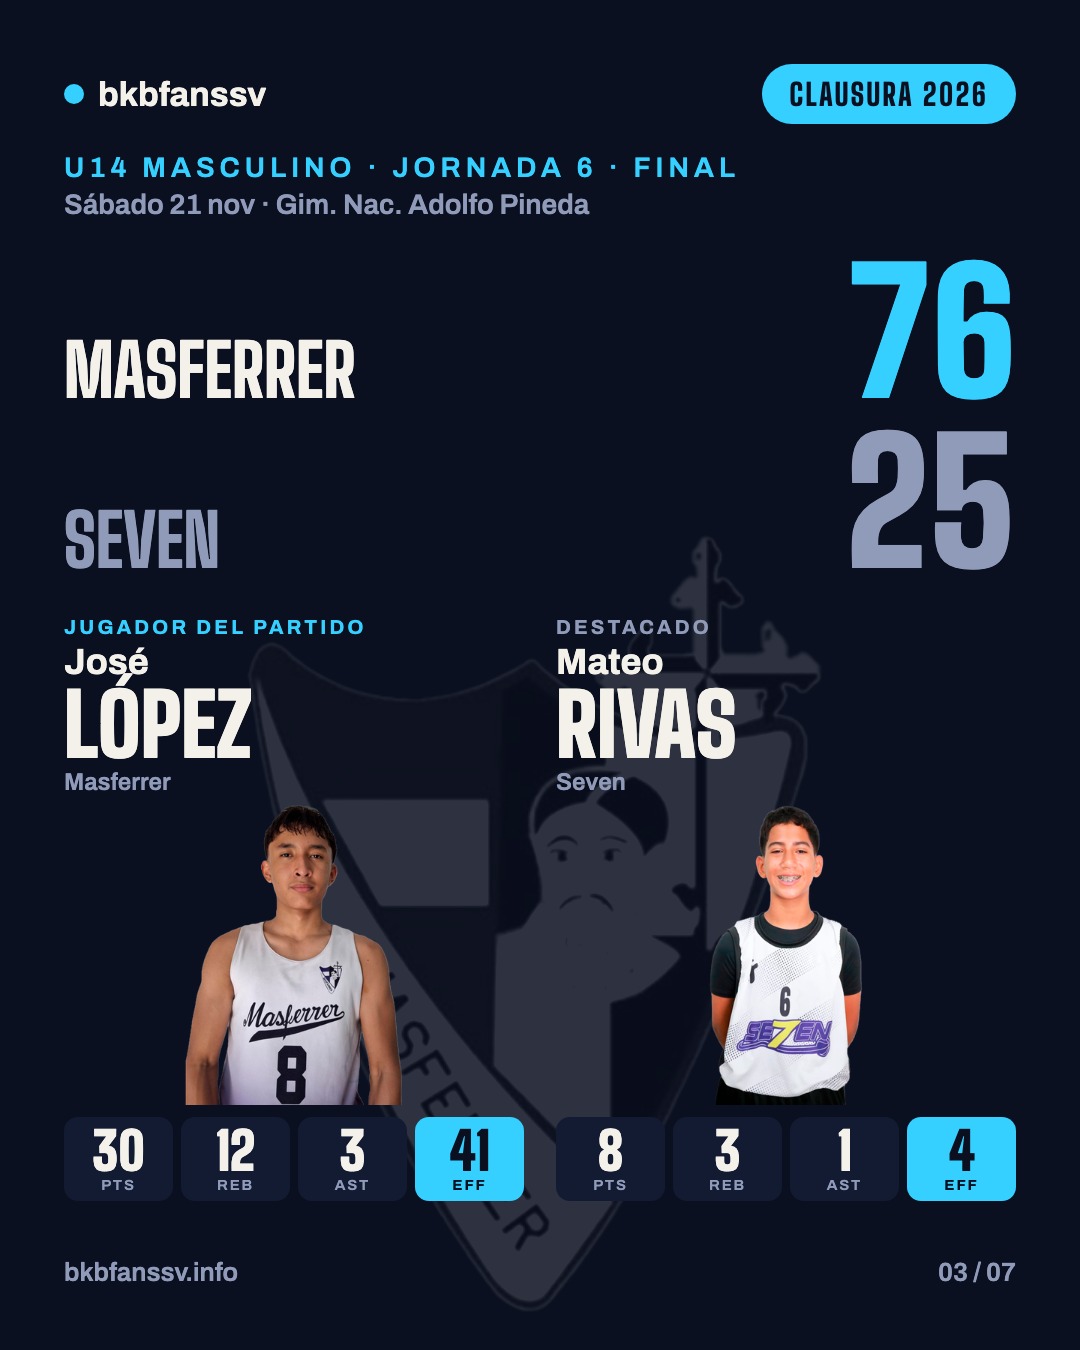 bkbfanssv
CLAUSURA 2026
U14 MASCULINO · JORNADA 6 · FINAL
Sábado 21 nov · Gim. Nac. Adolfo Pineda
MASFERRER 76
SEVEN 25
JUGADOR DEL PARTIDO
José
LÓPEZ
Masferrer
DESTACADO
Mateo
RIVAS
Seven
Masferrer
8
6
SE7EN
MASFERRER
30 PTS
12 REB
3 AST
41 EFF
8 PTS
3 REB
1 AST
4 EFF
bkbfanssv.info
03 / 07